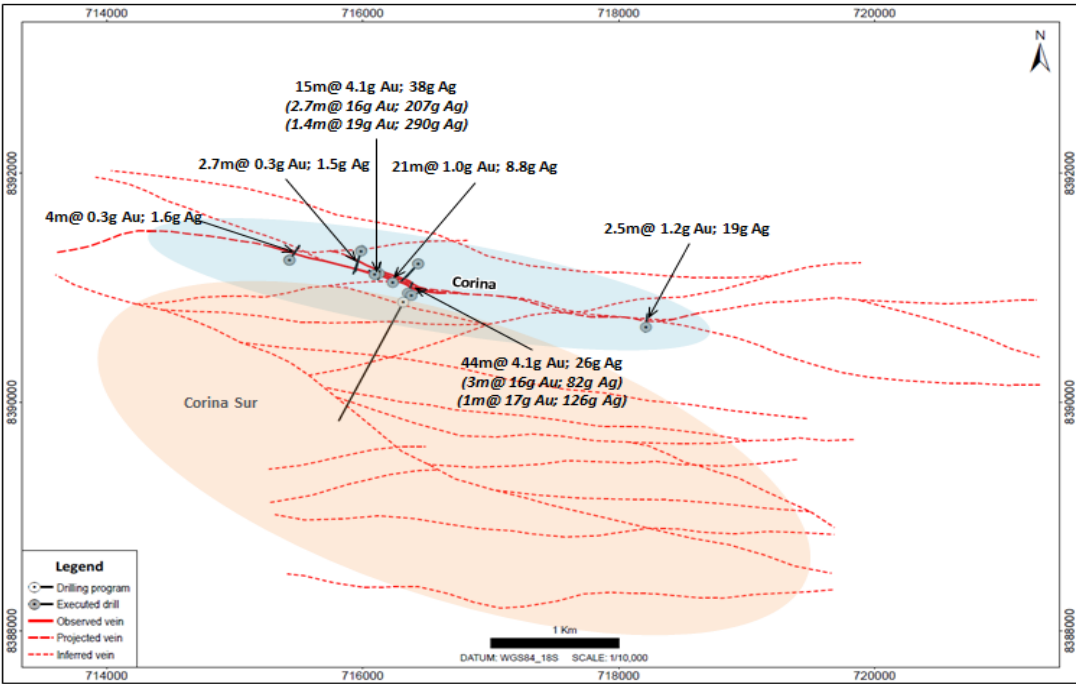 714000 716000 718000 720000
N
15m@ 4.1g Au; 38g Ag
(2.7m@ 16g Au; 207g Ag)
(1.4m@ 19g Au; 290g Ag)
2.7m@ 0.3g Au; 1.5g Ag
21m@ 1.0g Au; 8.8g Ag
8392000 8392000
4m@ 0.3g Au; 1.6g Ag
2.5m@ 1.2g Au; 19g Ag
Corina
44m@ 4.1g Au; 26g Ag
(3m@ 16g Au; 82g Ag)
(1m@ 17g Au; 126g Ag)
Corina Sur
8390000 8390000
Legend
Drilling program
Executed drill
Observed vein
Projected vein
Inferred vein
8388000 8388000
1 Km
DATUM: WGS84_18S SCALE: 1/10,000
714000 716000 718000 720000